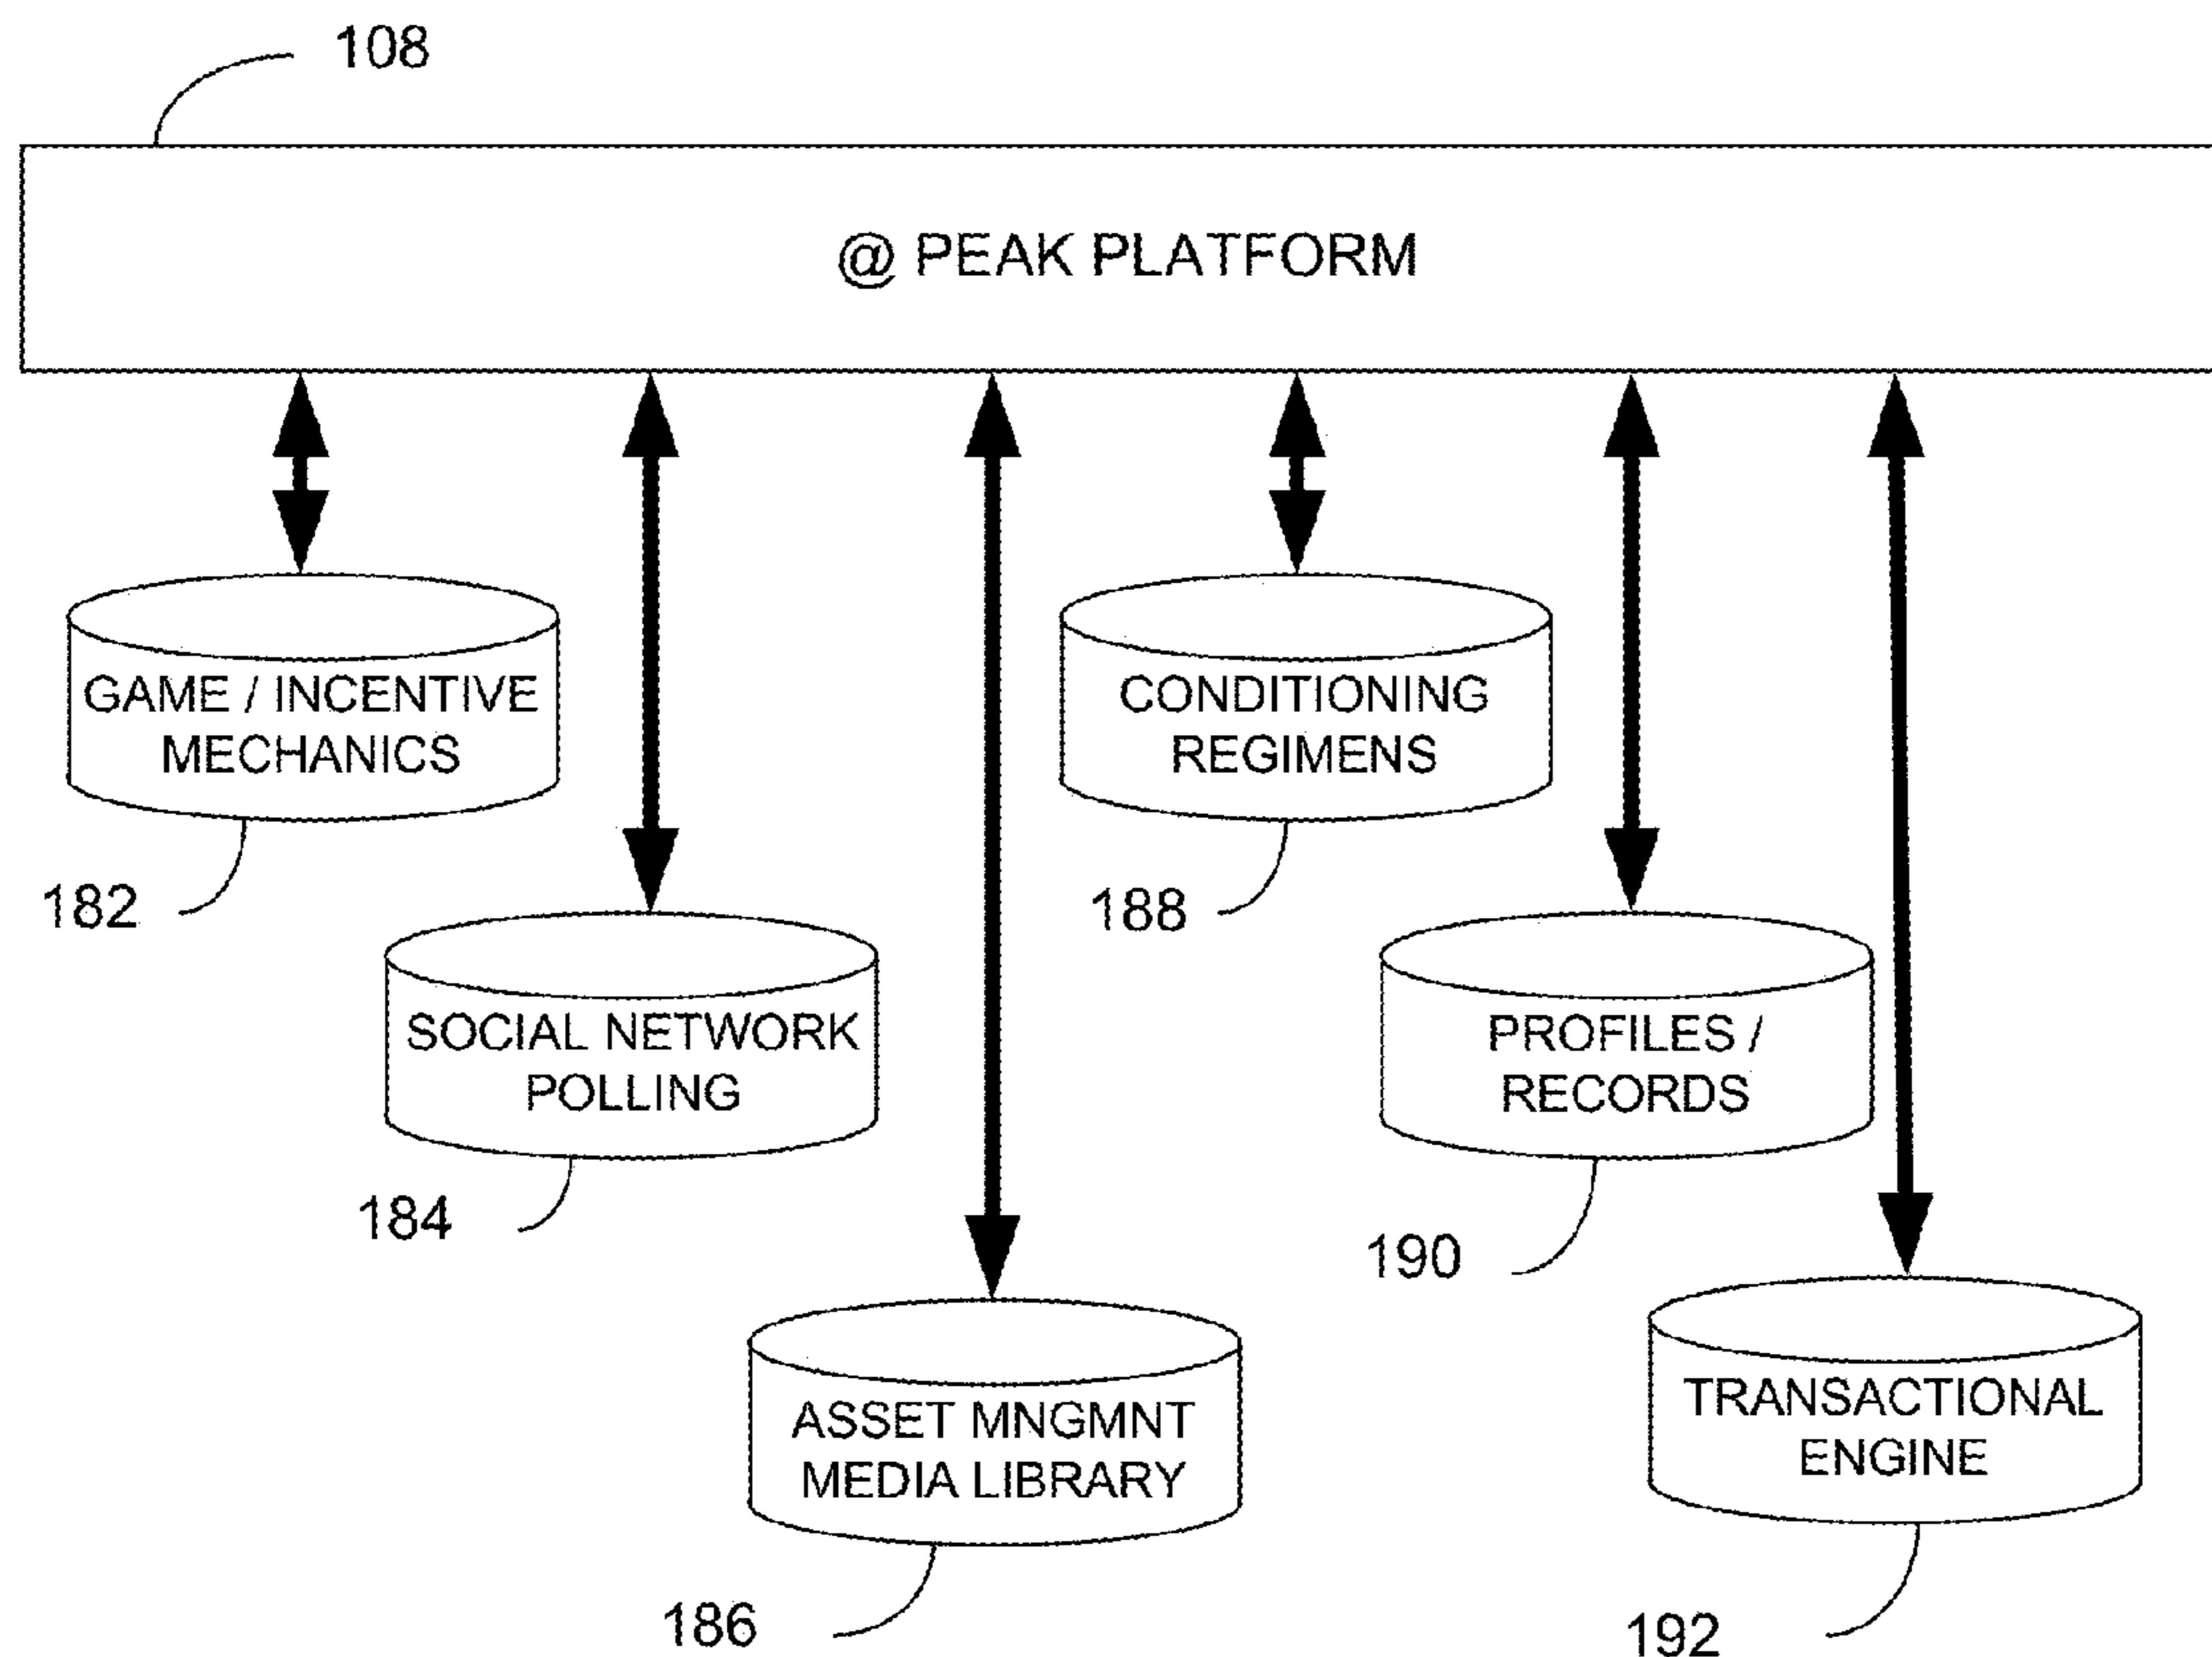 108
@ PEAK PLATFORM
GAME / INCENTIVE
MECHANICS
182
SOCIAL NETWORK
POLLING
184
ASSET MNGMNT
MEDIA LIBRARY
186
CONDITIONING
REGIMENS
188
PROFILES /
RECORDS
190
TRANSACTIONAL
ENGINE
192